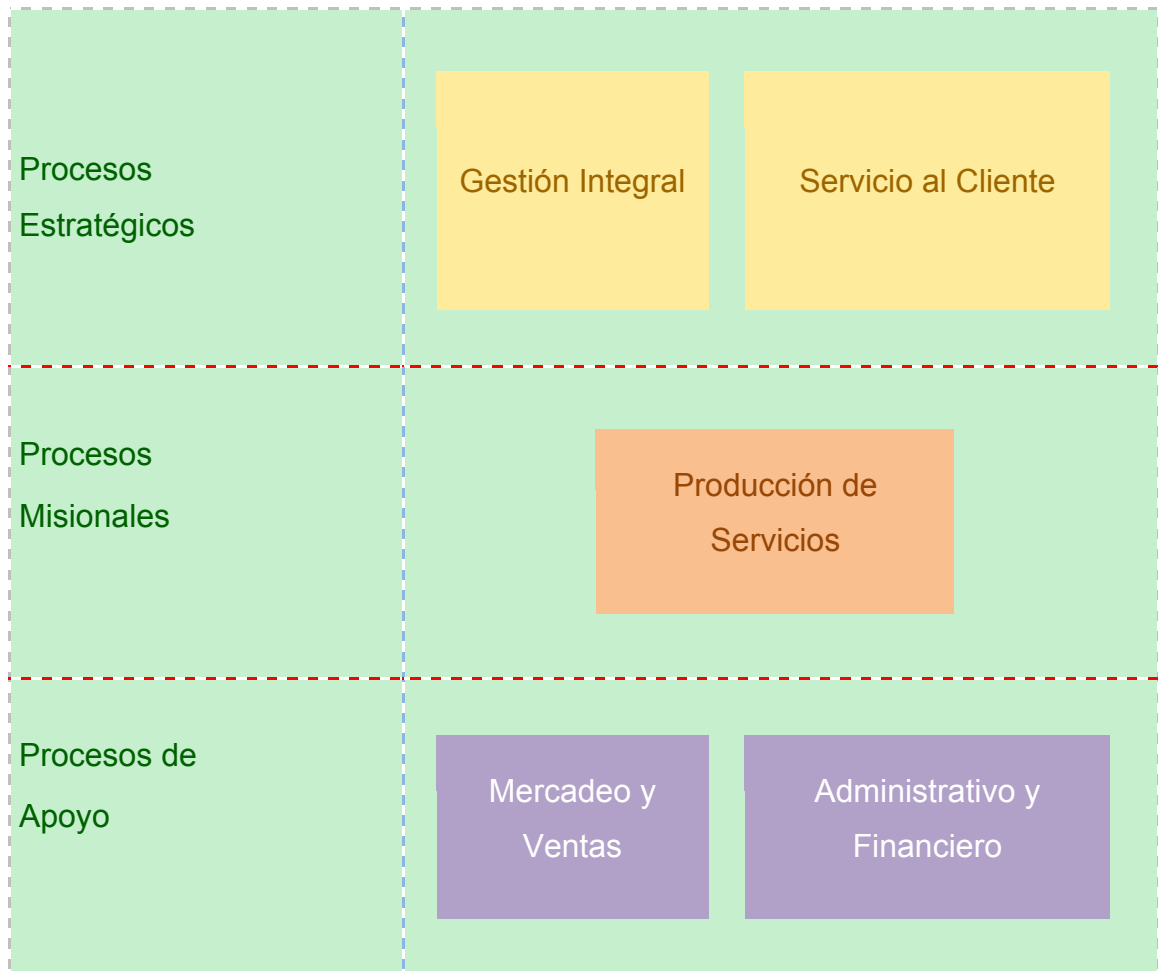 Procesos
Estratégicos
Gestión Integral
Servicio al Cliente
Procesos
Misionales
Producción de
Servicios
Procesos de
Apoyo
Mercadeo y
Ventas
Administrativo y
Financiero